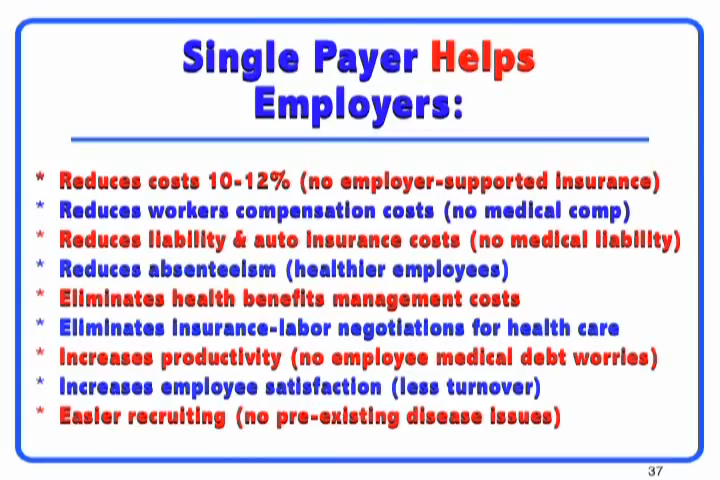 Single Payer Helps
Employers:
* Reduces costs 10-12% (no employer-supported insurance)
* Reduces workers compensation costs (no medical comp)
* Reduces liability & auto insurance costs (no medical liability)
* Reduces absenteeism (healthier employees)
* Eliminates health benefits management costs
* Eliminates insurance-labor negotiations for health care
* Increases productivity (no employee medical debt worries)
* Increases employee satisfaction (less turnover)
* Easier recruiting (no pre-existing disease issues)
37